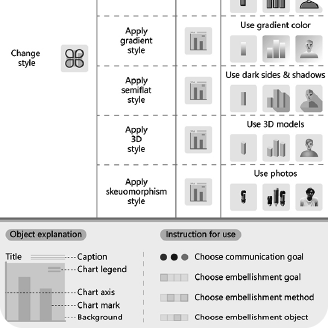 Change
style
Apply
gradient
style
Use gradient color
Apply
semiflat
style
Use dark sides & shadows
Apply
3D
style
Use 3D models
Apply
skeuomorphism
style
Use photos
Object explanation
Title
Caption
Chart legend
Chart axis
Chart mark
Background
Instruction for use
Choose communication goal
Choose embellishment goal
Choose embellishment method
Choose embellishment object